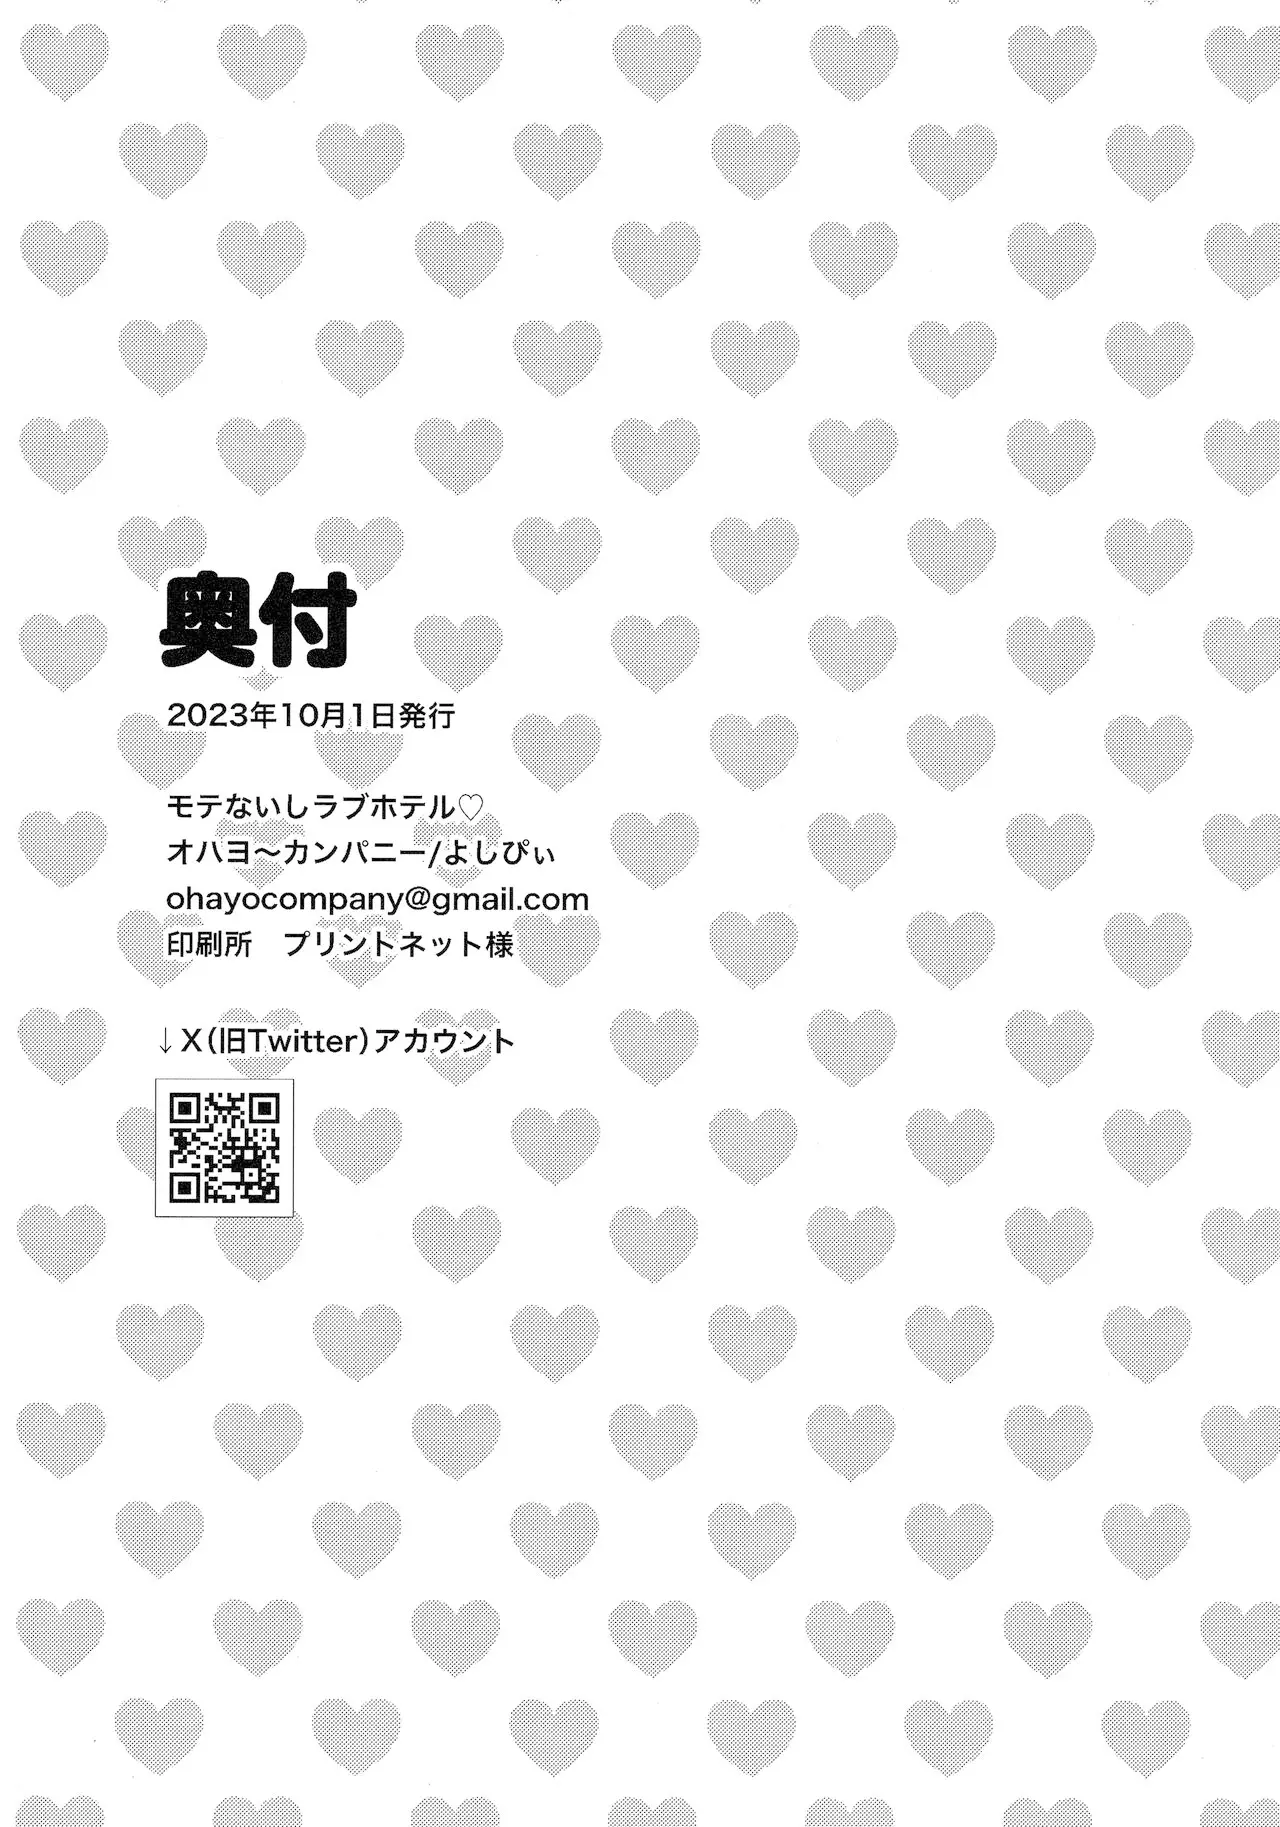 奥付
2023年10月1日発行
モテないしラブホテル♡
オハヨ～カンパニー/よしぴぃ
ohayocompany@gmail.com
印刷所　プリントネット様
↓X(旧Twitter)アカウント